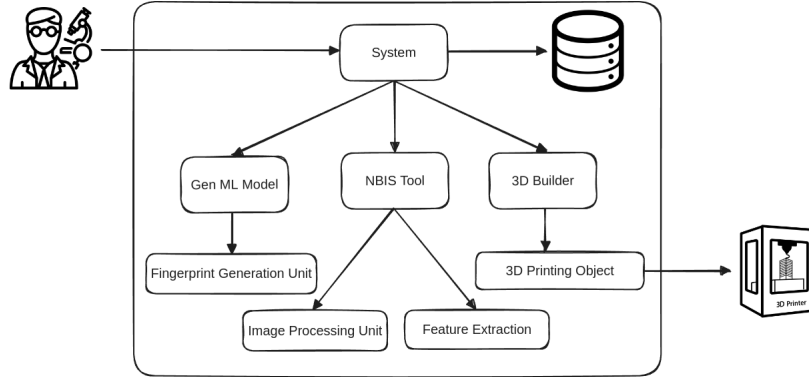 System
Gen ML Model
NBIS Tool
3D Builder
Fingerprint Generation Unit
3D Printing Object
Image Processing Unit
Feature Extraction
3D Printer